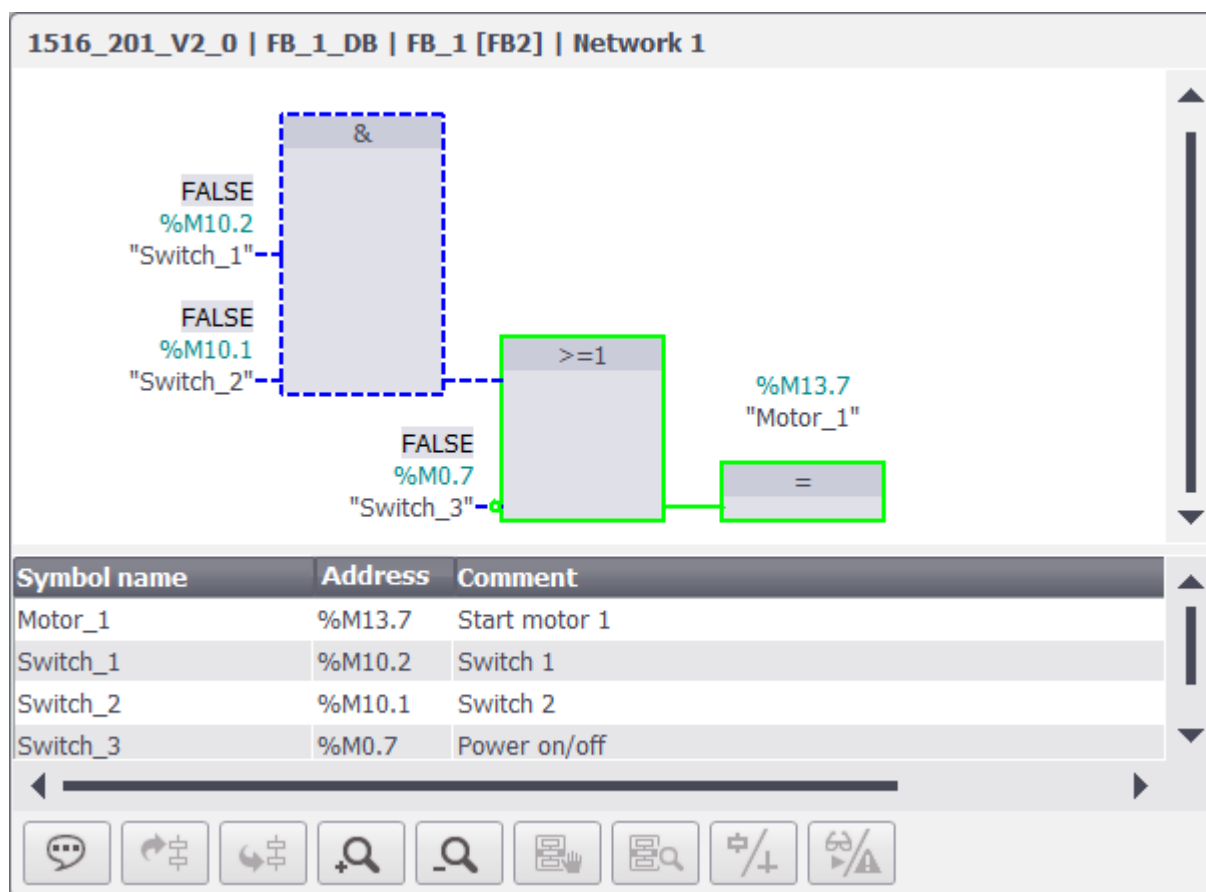 1516_201_V2_0 | FB_1_DB | FB_1 [FB2] | Network 1
&
FALSE
%M10.2
"Switch_1"
FALSE
%M10.1
"Switch_2"
>=1
FALSE
%M0.7
"Switch_3"
%M13.7
"Motor_1"
=
Symbol name Address Comment
Motor_1 %M13.7 Start motor 1
Switch_1 %M10.2 Switch 1
Switch_2 %M10.1 Switch 2
Switch_3 %M0.7 Power on/off